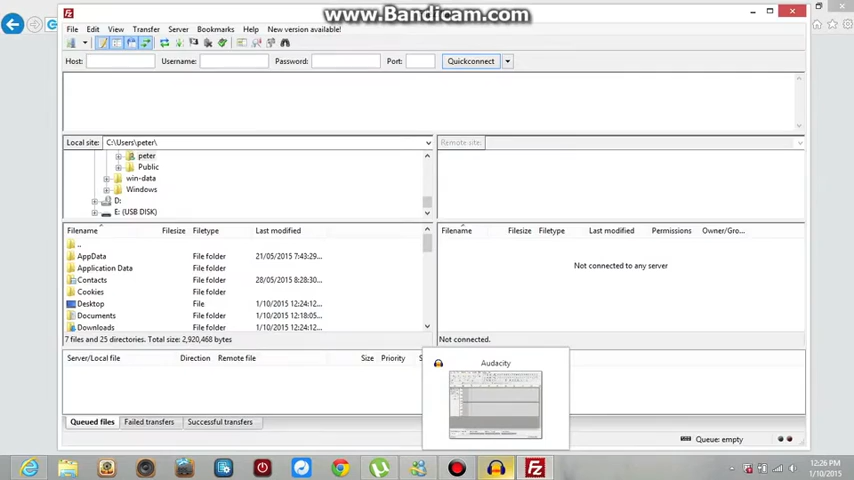 www.Bandicam.com
File Edit View Transfer Server Bookmarks Help New version available!
Host: Username: Password: Port: Quickconnect
Local site: C:\Users\peter\
Remote site:
peter
Public
win-data
Windows
D:
E: (USB DISK)
Filename Filesize Filetype Last modified
..
AppData File folder 21/05/2015 7:43:29...
Application Data File folder
Contacts File folder 28/05/2015 8:28:30...
Cookies File folder
Desktop File 1/10/2015 12:24:12...
Documents File folder 1/10/2015 12:18:05...
Downloads File folder 1/10/2015 12:24:12...
7 files and 25 directories. Total size: 2,920,468 bytes
Filename Filesize Filetype Last modified Permissions Owner/Gro...
Not connected to any server
Not connected.
Server/Local file Direction Remote file Size Priority S
Audacity
Queued files Failed transfers Successful transfers
Queue: empty
12:26 PM
1/10/2015